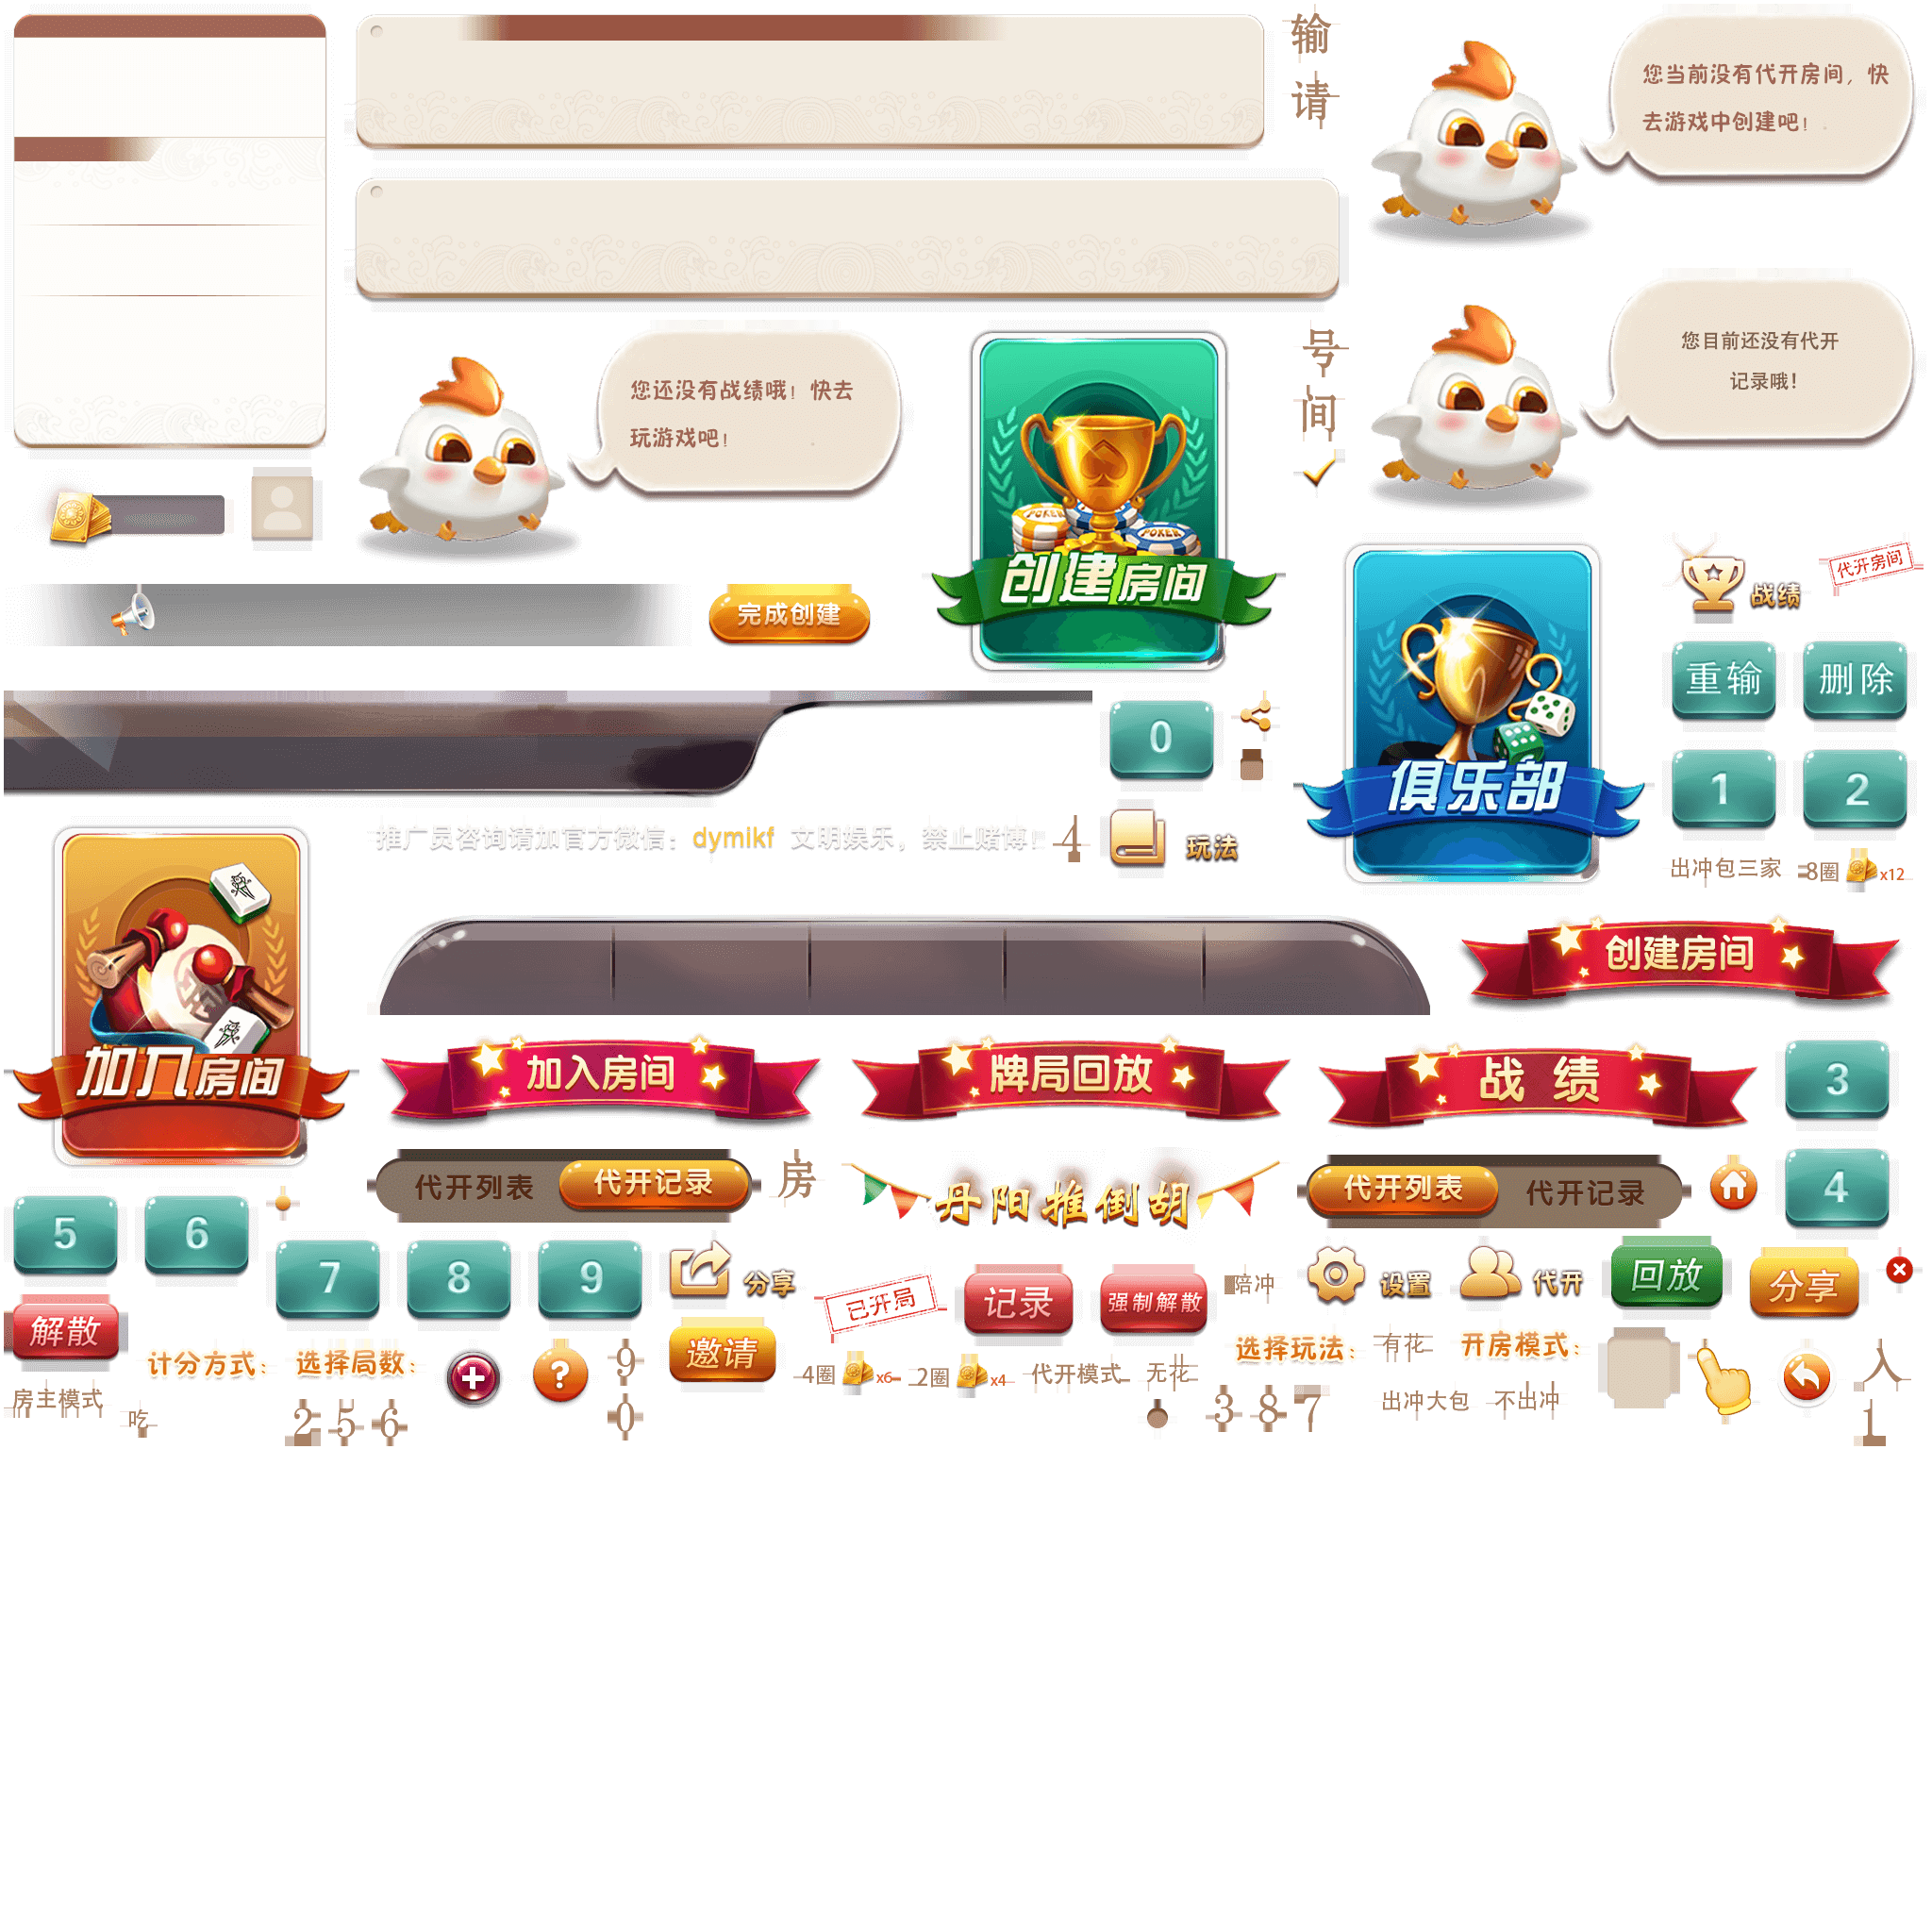 输
请
您当前没有代开房间，快
去游戏中创建吧！
您目前还没有代开
记录哦！
号
间
您还没有战绩哦！快去
玩游戏吧！
POKER
POKER
创建房间
完成创建
战绩
代开房间
重输
删除
0
俱乐部
1
2
推广员咨询请加官方微信：dymikf 文明娱乐，禁止赌博！
4
玩法
出冲包三家
8圈
x12
创建房间
加入房间
加入房间
牌局回放
战 绩
3
代开列表
代开记录
房
丹阳推倒胡
代开列表
代开记录
4
5
6
7
8
9
分享
已开局
记录
强制解散
陪冲
设置
代开
回放
分享
解散
计分方式：
选择局数：
9
邀请
4圈
x6
2圈
x4
代开模式
无花
选择玩法：
有花
开房模式：
入
房主模式
吃
2
5
6
0
3
8
7
出冲大包
不出冲
1